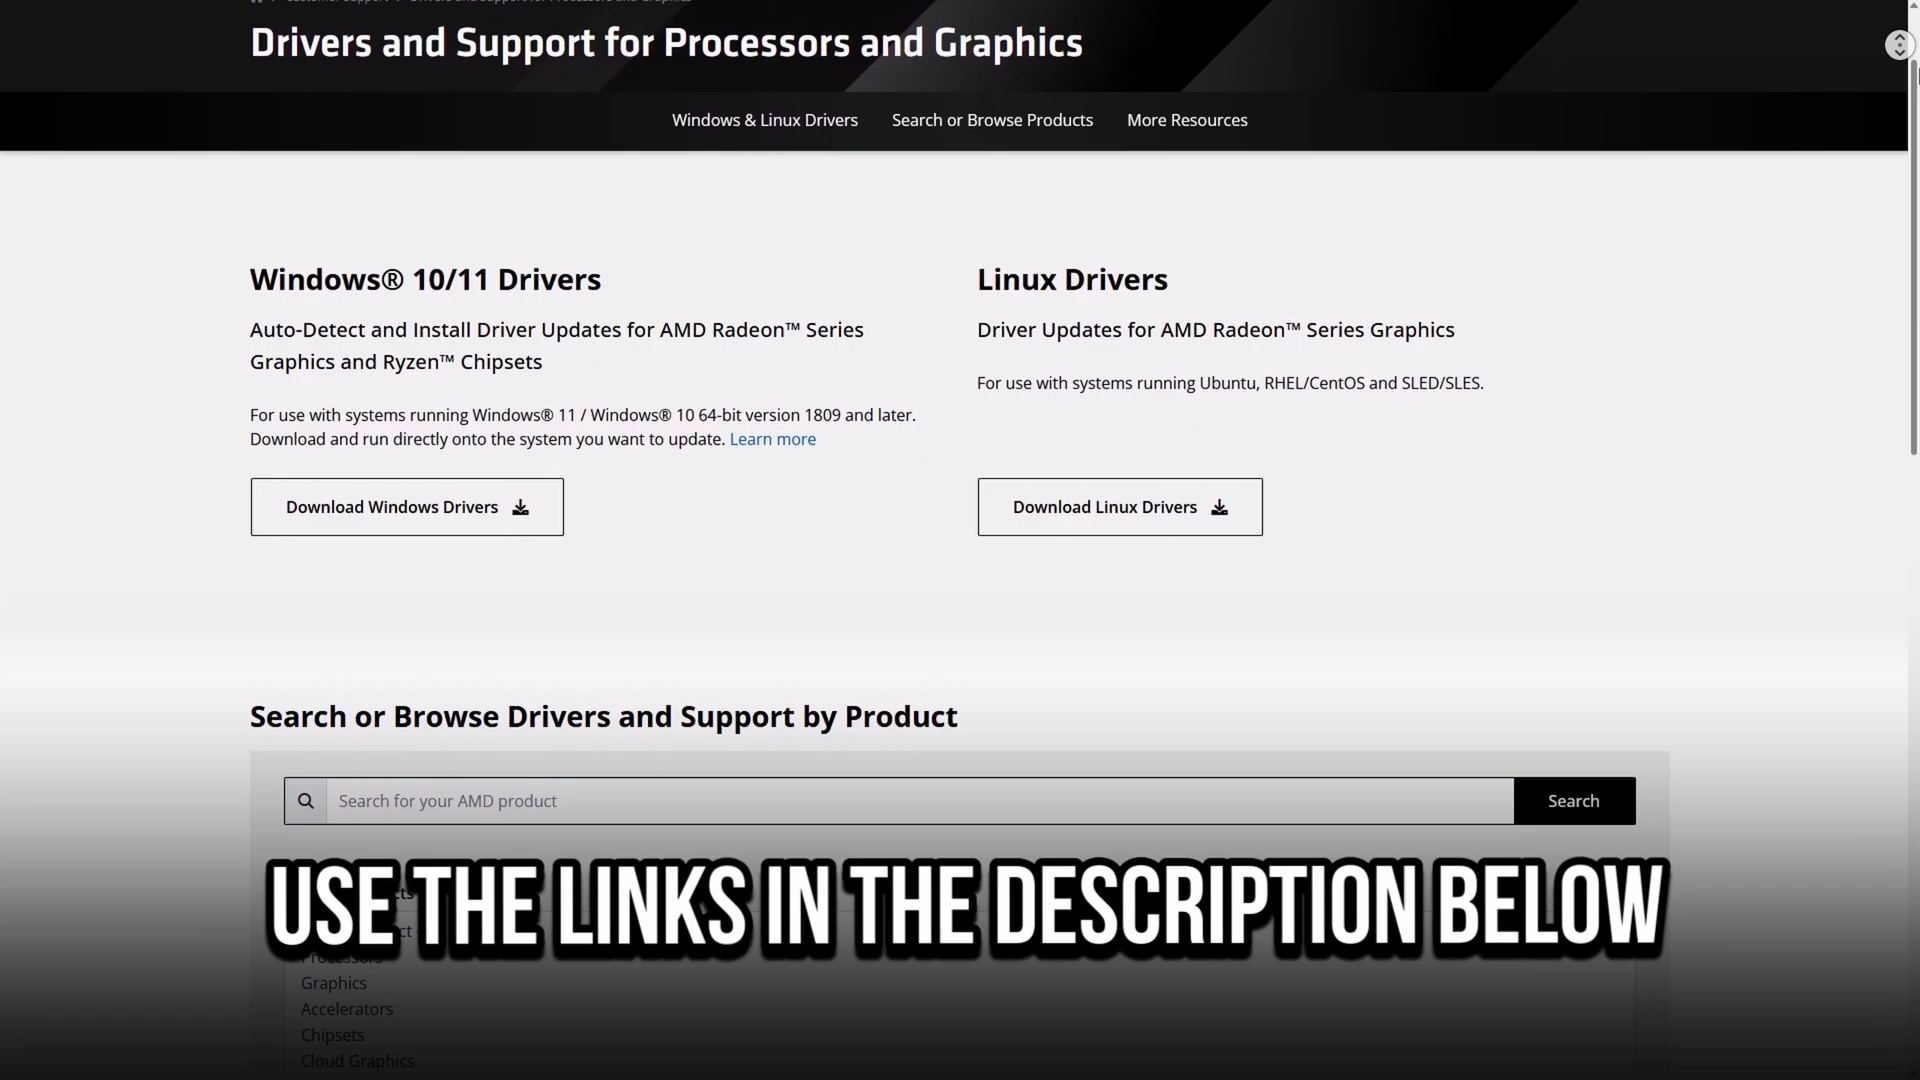 Drivers and Support for Processors and Graphics
Windows & Linux Drivers
Search or Browse Products
More Resources
Windows® 10/11 Drivers
Auto-Detect and Install Driver Updates for AMD Radeon™ Series
Graphics and Ryzen™ Chipsets
For use with systems running Windows® 11 / Windows® 10 64-bit version 1809 and later.
Download and run directly onto the system you want to update. Learn more
Download Windows Drivers
Linux Drivers
Driver Updates for AMD Radeon™ Series Graphics
For use with systems running Ubuntu, RHEL/CentOS and SLED/SLES.
Download Linux Drivers
Search or Browse Drivers and Support by Product
Search for your AMD product
Search
USE THE LINKS IN THE DESCRIPTION BELOW
Processors
Graphics
Accelerators
Chipsets
Cloud Graphics